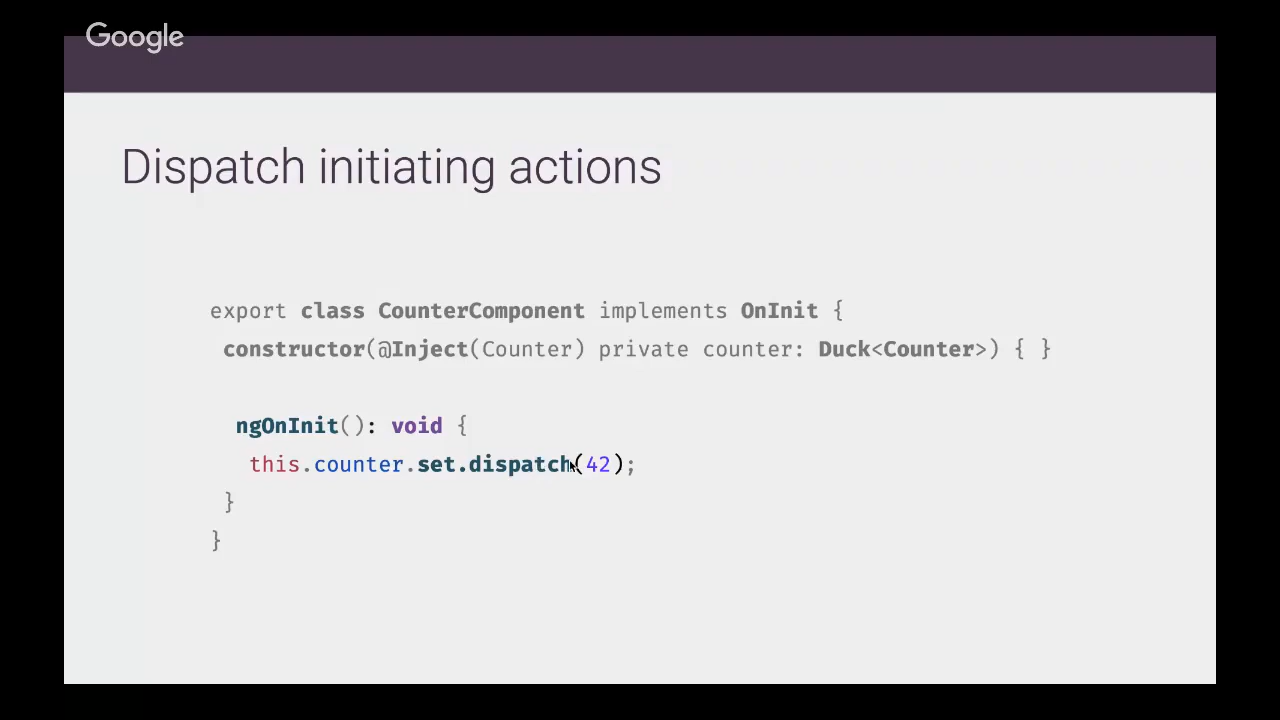 Google
Dispatch initiating actions
export class CounterComponent implements OnInit {
constructor(@Inject(Counter) private counter: Duck<Counter>) { }
ngOnInit(): void {
this.counter.set.dispatch(42);
}
}